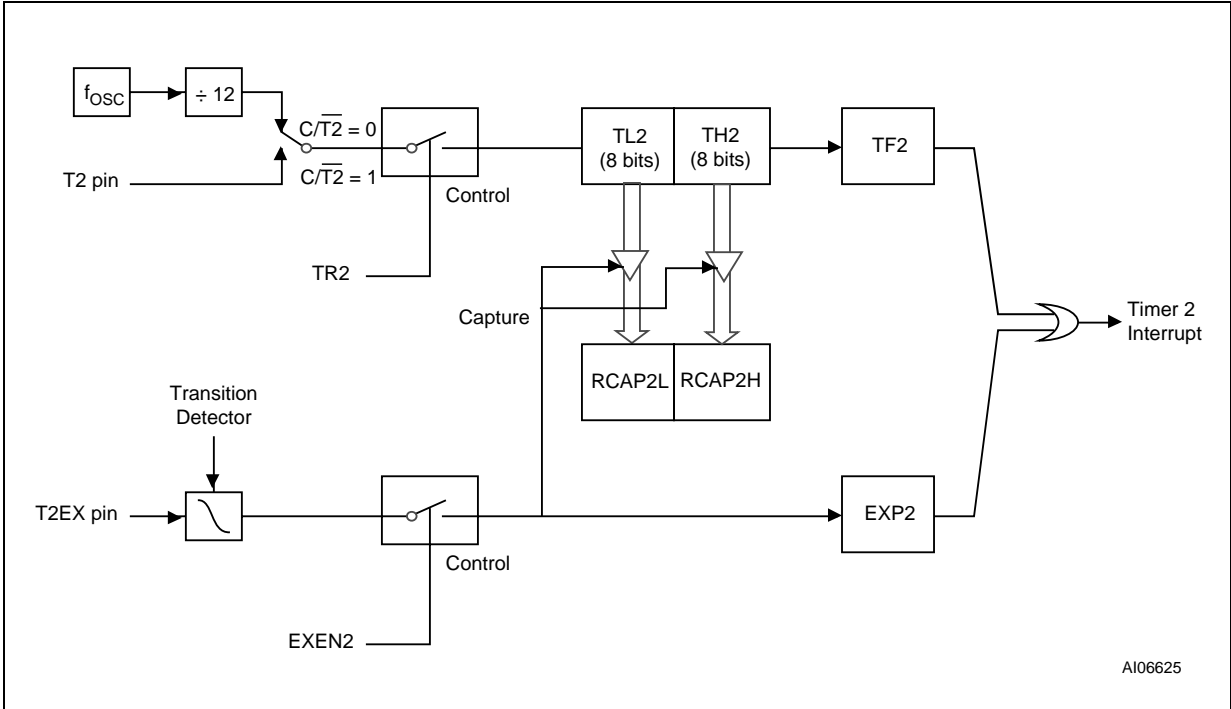 fOSC
÷ 12
C/T2 = 0
T2 pin
C/T2 = 1
Control
TR2
TL2
(8 bits)
TH2
(8 bits)
TF2
Capture
RCAP2L
RCAP2H
Timer 2
Interrupt
Transition
Detector
T2EX pin
Control
EXEN2
EXP2
AI06625